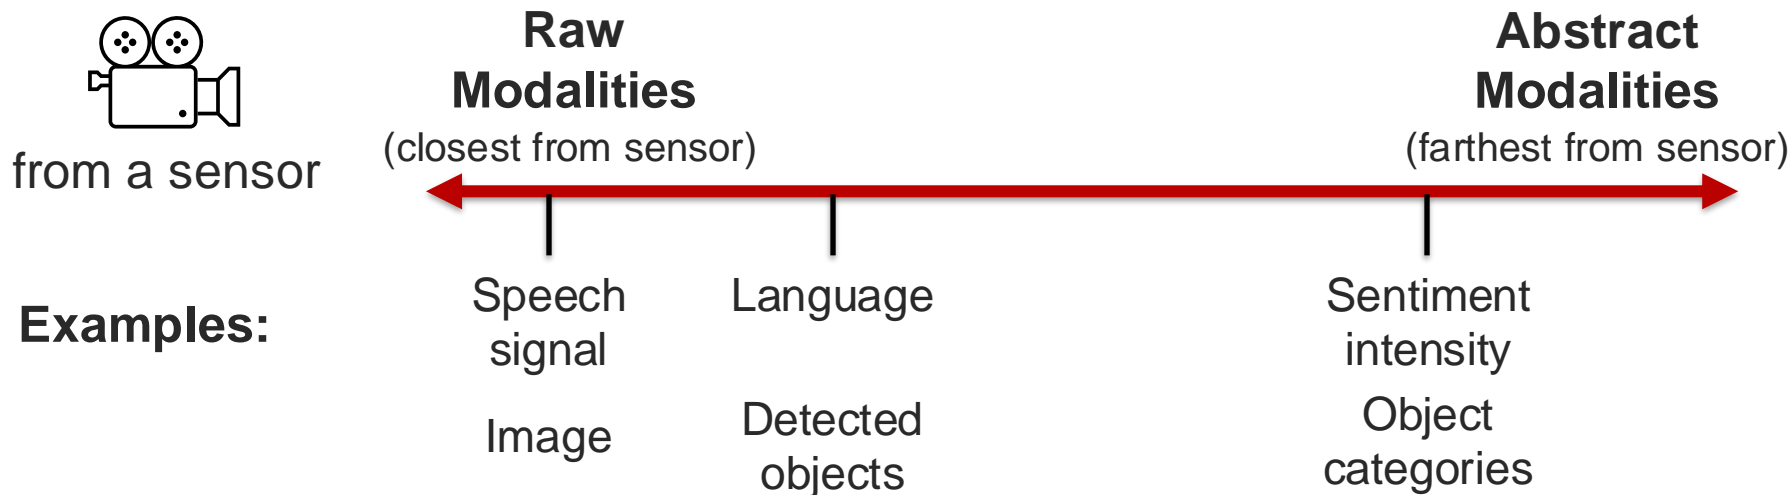 from a sensor
Raw
Modalities
(closest from sensor)
Abstract
Modalities
(farthest from sensor)
Examples:
Speech
signal
Language
Sentiment
intensity
Image
Detected
objects
Object
categories